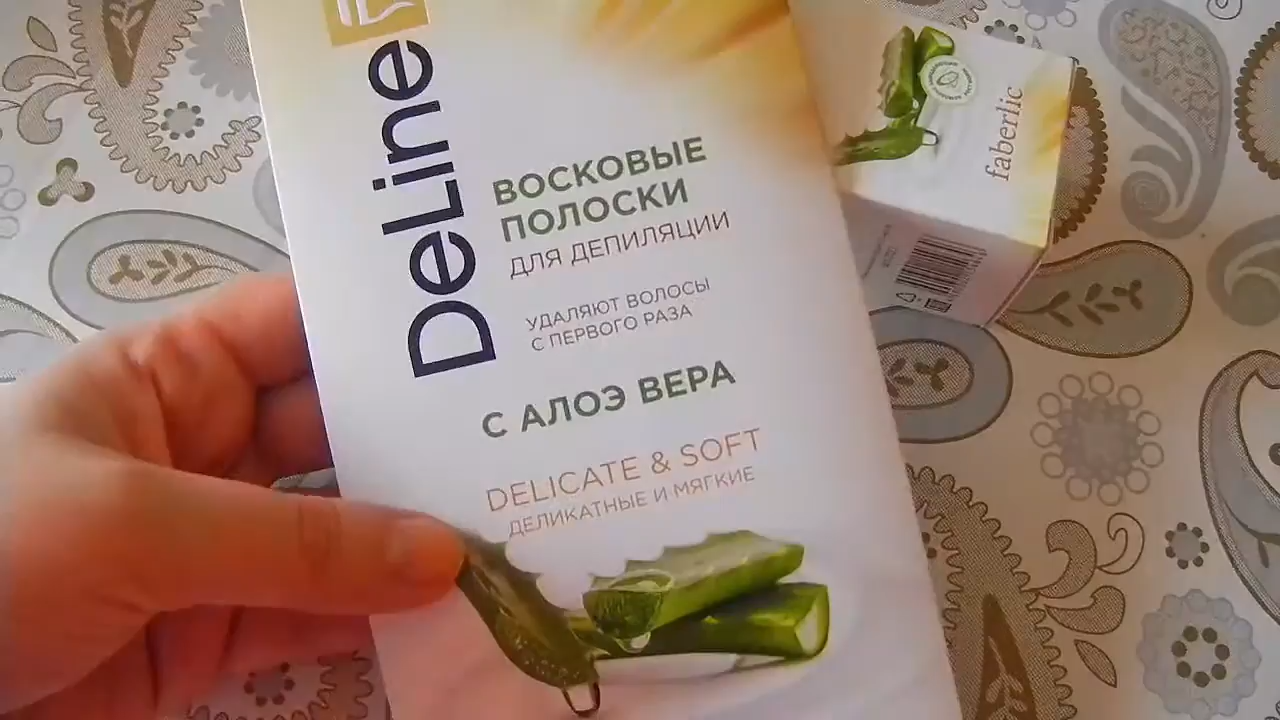 DeLine
ВОСКОВЫЕ
ПОЛОСКИ
ДЛЯ ДЕПИЛЯЦИИ
УДАЛЯЮТ ВОЛОСЫ
С ПЕРВОГО РАЗА
С АЛОЭ ВЕРА
DELICATE & SOFT
ДЕЛИКАТНЫЕ И МЯГКИЕ
faberlic